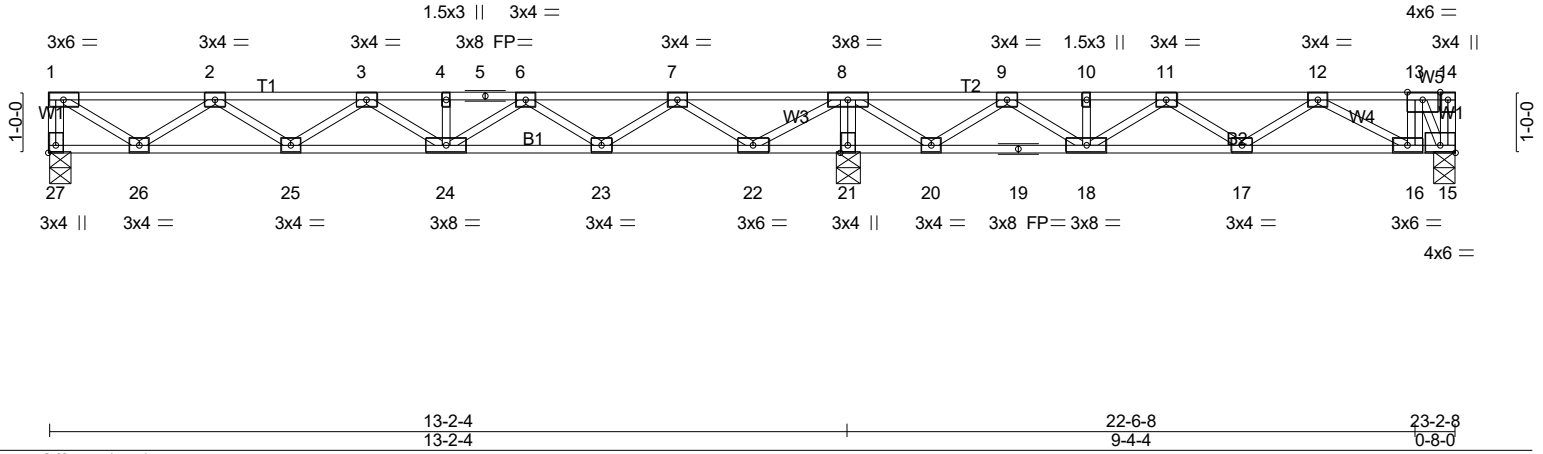 1.5x3 || 3x4 = 4x6 =
3x6 = 3x4 = 3x4 = 3x8 FP= 3x4 = 3x8 = 3x4 = 1.5x3 || 3x4 = 3x4 = 3x4 ||
1 2 3 4 5 6 7 8 9 10 11 12 13 14
T1 T2 W5
W1 W3 W4 W1
1-0-0 1-0-0
B1 B2
27 26 25 24 23 22 21 20 19 18 17 16 15
3x4 || 3x4 = 3x4 = 3x8 = 3x4 = 3x6 = 3x4 || 3x4 = 3x8 FP= 3x8 = 3x4 = 3x6 =
4x6 =
13-2-4 22-6-8 23-2-8
13-2-4 9-4-4 0-8-0